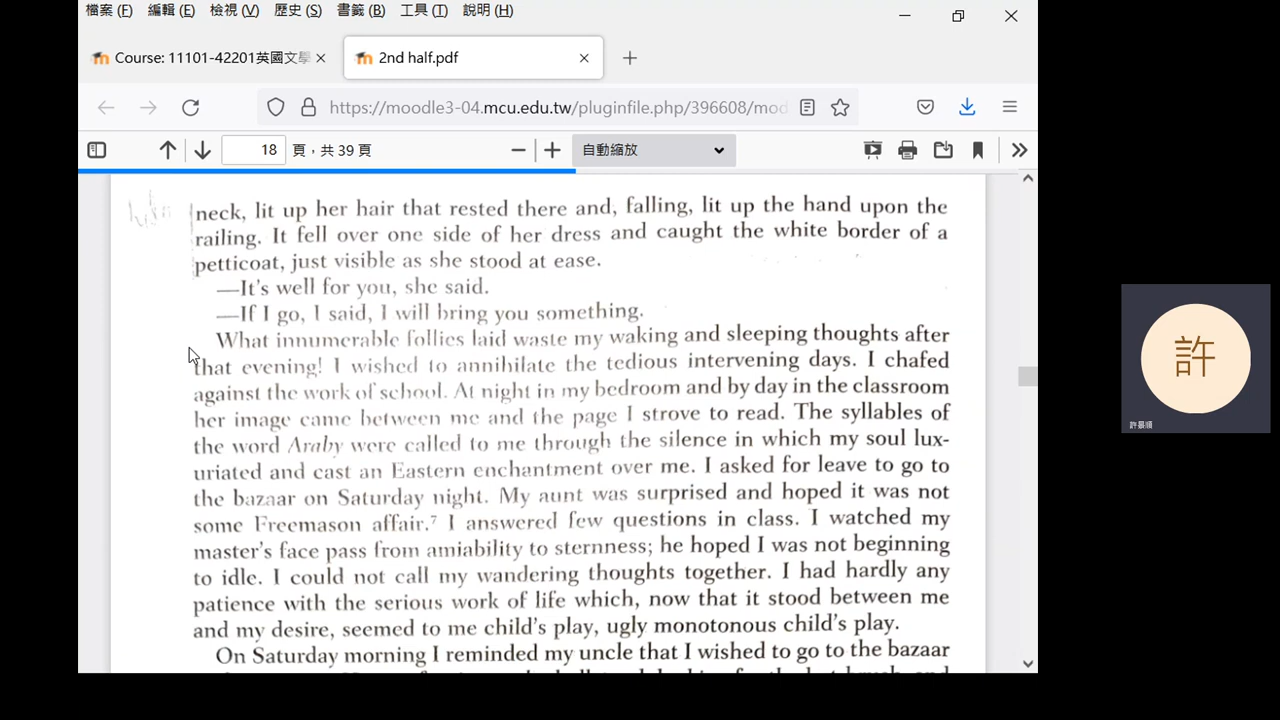 檔案 (F) 編輯 (E) 檢視 (V) 歷史 (S) 書籤 (B) 工具 (T) 說明 (H)
Course: 11101-42201英國文學
2nd half.pdf
https://moodle3-04.mcu.edu.tw/pluginfile.php/396608/mod
18 頁，共 39 頁
自動縮放
neck, lit up her hair that rested there and, falling, lit up the hand upon the
railing. It fell over one side of her dress and caught the white border of a
petticoat, just visible as she stood at ease.
—It's well for you, she said.
—If I go, I said, I will bring you something.
What innumerable follies laid waste my waking and sleeping thoughts after
that evening! I wished to annihilate the tedious intervening days. I chafed
against the work of school. At night in my bedroom and by day in the classroom
her image came between me and the page I strove to read. The syllables of
the word Araby were called to me through the silence in which my soul lux-
uriated and cast an Eastern enchantment over me. I asked for leave to go to
the bazaar on Saturday night. My aunt was surprised and hoped it was not
some Freemason affair.7 I answered few questions in class. I watched my
master's face pass from amiability to sternness; he hoped I was not beginning
to idle. I could not call my wandering thoughts together. I had hardly any
patience with the serious work of life which, now that it stood between me
and my desire, seemed to me child's play, ugly monotonous child's play.
On Saturday morning I reminded my uncle that I wished to go to the bazaar
許